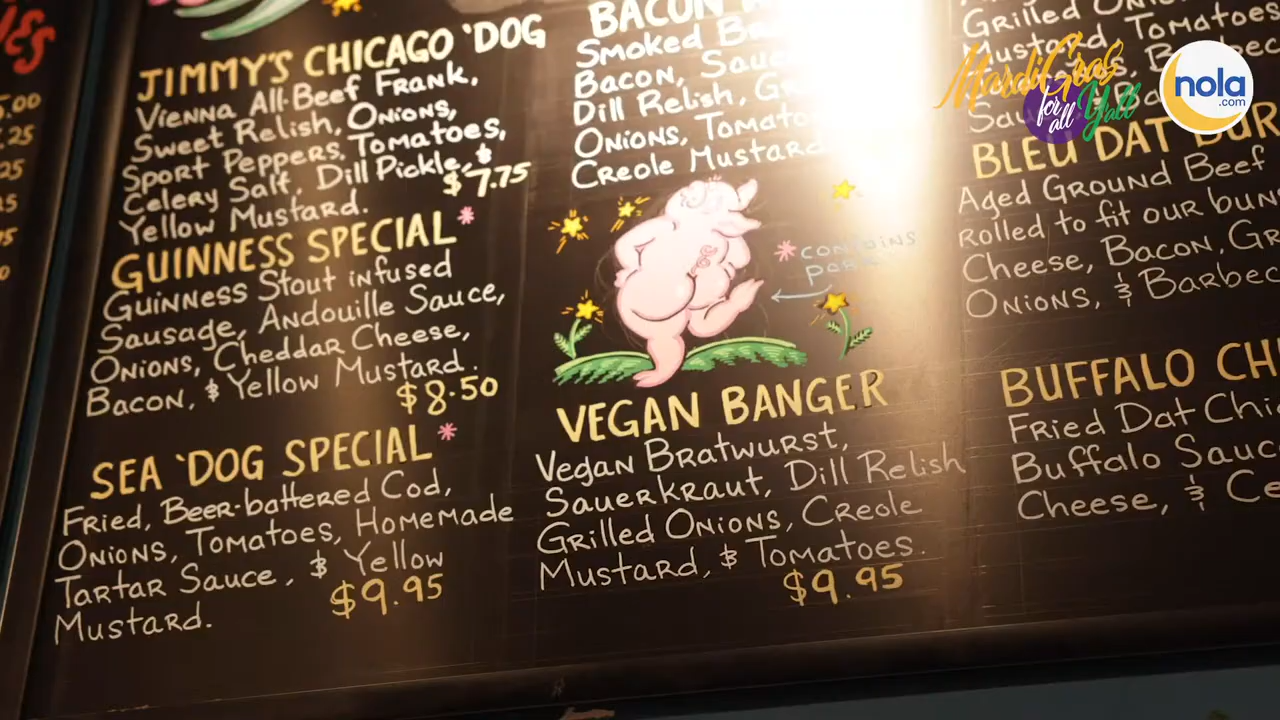 5.00
.25
JIMMY'S CHICAGO 'DOG
Vienna All-Beef Frank,
Sweet Relish, Onions,
Sport Peppers, Tomatoes,
Celery Salt, Dill Pickle, &
Yellow Mustard.
$7.75
GUINNESS SPECIAL *
Guinness Stout infused
Sausage, Andouille Sauce,
Onions, Cheddar Cheese,
Bacon, & Yellow Mustard.
$8.50
SEA 'DOG SPECIAL *
Fried, Beer-battered Cod,
Onions, Tomatoes, Homemade
Tartar Sauce, & Yellow
Mustard.
$9.95
BACON
Smoked
Bacon,
Dill Relish,
Onions,
Creole Mustard
* CONTAINS
PORK
VEGAN BANGER
Vegan Bratwurst,
Sauerkraut, Dill Relish
Grilled Onions, Creole
Mustard, & Tomatoes.
$9.95
Grilled
Mustard, Tomatoes
BLEU DAT
Aged Ground Beef
Rolled to fit our bun
Cheese, Bacon,
Onions, &
BUFFALO
Fried Dat
Buffalo
Cheese, &
Mardi Gras
for
all
Y'all
nola
.com